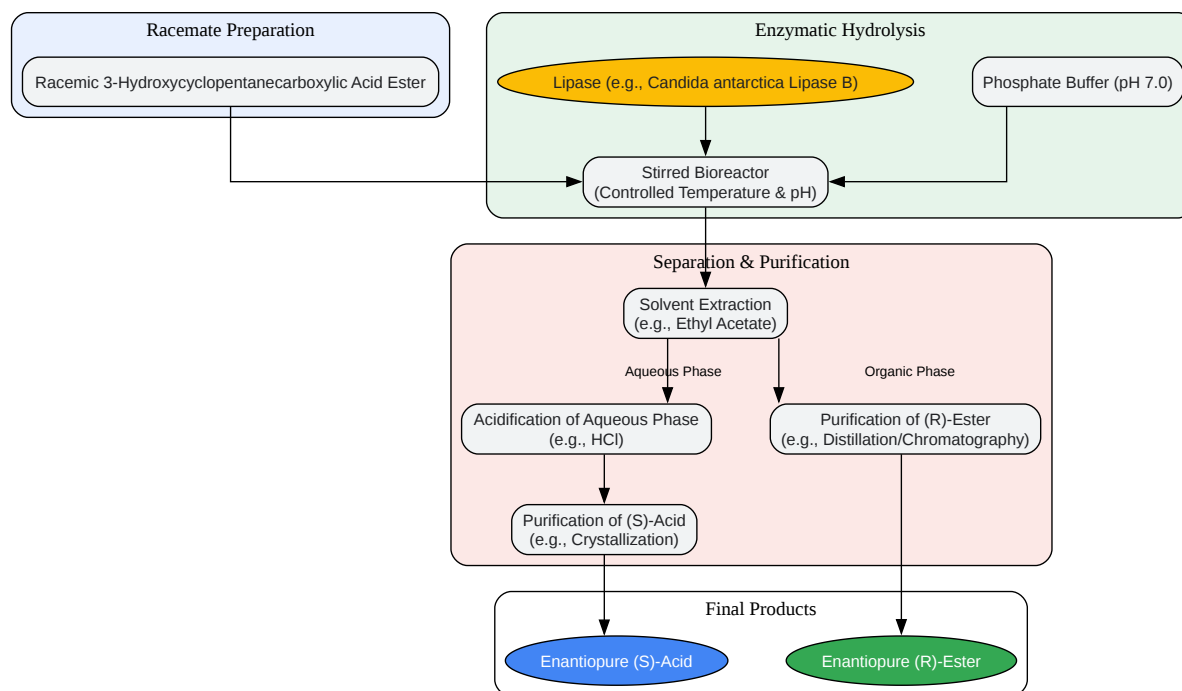 Racemate Preparation
Racemic 3-Hydroxycyclopentanecarboxylic Acid Ester
Enzymatic Hydrolysis
Lipase (e.g., Candida antarctica Lipase B)
Phosphate Buffer (pH 7.0)
Stirred Bioreactor
(Controlled Temperature & pH)
Separation & Purification
Solvent Extraction
(e.g., Ethyl Acetate)
Aqueous Phase
Organic Phase
Acidification of Aqueous Phase
(e.g., HCl)
Purification of (R)-Ester
(e.g., Distillation/Chromatography)
Purification of (S)-Acid
(e.g., Crystallization)
Final Products
Enantiopure (S)-Acid
Enantiopure (R)-Ester